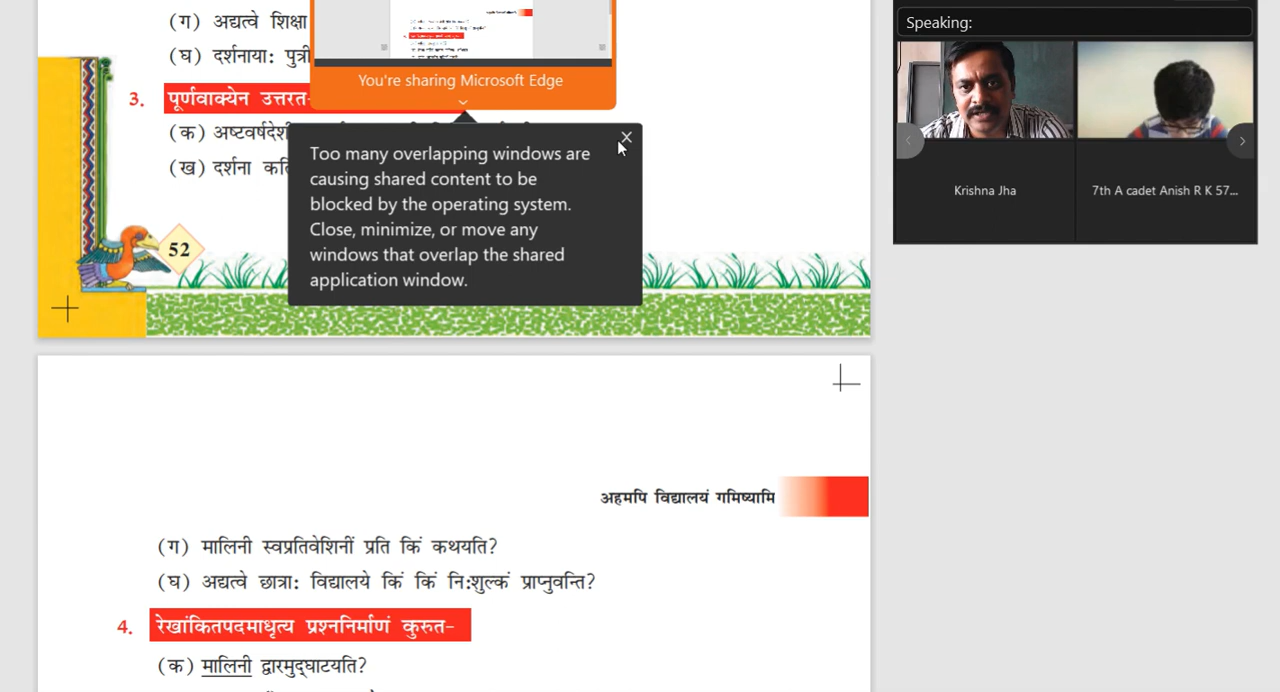 (ग) अद्यत्वे शिक्षा
(घ) दर्शनाया: पुत्री
You're sharing Microsoft Edge
3. पूर्णवाक्येन उत्तरत-
(क) अष्टवर्षदेशी
(ख) दर्शना कति
Too many overlapping windows are
causing shared content to be
blocked by the operating system.
Close, minimize, or move any
windows that overlap the shared
application window.
52
अहमपि विद्यालयं गमिष्यामि
(ग) मालिनी स्वप्रतिवेशिनीं प्रति किं कथयति?
(घ) अद्यत्वे छात्रा: विद्यालये किं किं नि:शुल्कं प्राप्नुवन्ति?
4. रेखांकितपदमाधृत्य प्रश्ननिर्माणं कुरुत-
(क) मालिनी द्वारमुद्घाटयति?
Speaking:
Krishna Jha
7th A cadet Anish R K 57...